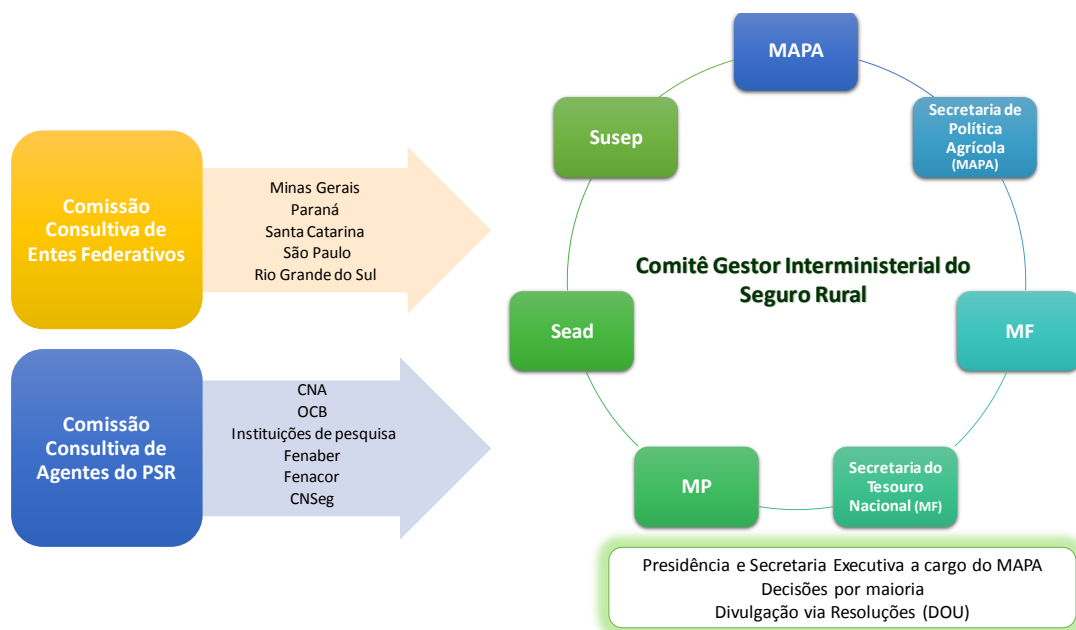 Comissão
Consultiva de
Entes Federativos
Minas Gerais
Paraná
Santa Catarina
São Paulo
Rio Grande do Sul
Comissão
Consultiva de
Agentes do PSR
CNA
OCB
Instituições de pesquisa
Fenaber
Fenacor
CNSeg
MAPA
Secretaria de
Política
Agrícola
(MAPA)
MF
Secretaria do
Tesouro
Nacional (MF)
MP
Sead
Susep
Comitê Gestor Interministerial do
Seguro Rural
Presidência e Secretaria Executiva a cargo do MAPA
Decisões por maioria
Divulgação via Resoluções (DOU)